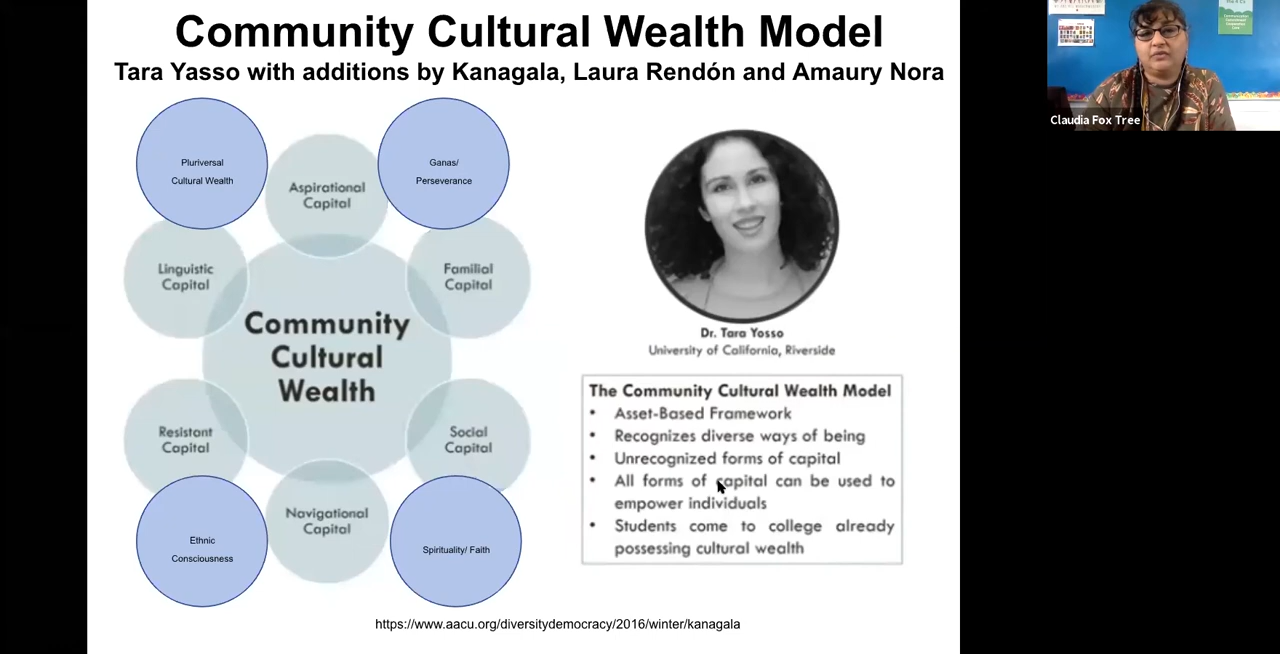 Community Cultural Wealth Model
Tara Yasso with additions by Kanagala, Laura Rendón and Amaury Nora
Pluriversal
Cultural Wealth
Aspirational
Capital
Ganas/
Perseverance
Linguistic
Capital
Familial
Capital
Community
Cultural
Wealth
Resistant
Capital
Social
Capital
Ethnic
Consciousness
Navigational
Capital
Spirituality/ Faith
Dr. Tara Yosso
University of California, Riverside
The Community Cultural Wealth Model
• Asset-Based Framework
• Recognizes diverse ways of being
• Unrecognized forms of capital
• All forms of capital can be used to
empower individuals
• Students come to college already
possessing cultural wealth
https://www.aacu.org/diversitydemocracy/2016/winter/kanagala
Claudia Fox Tree